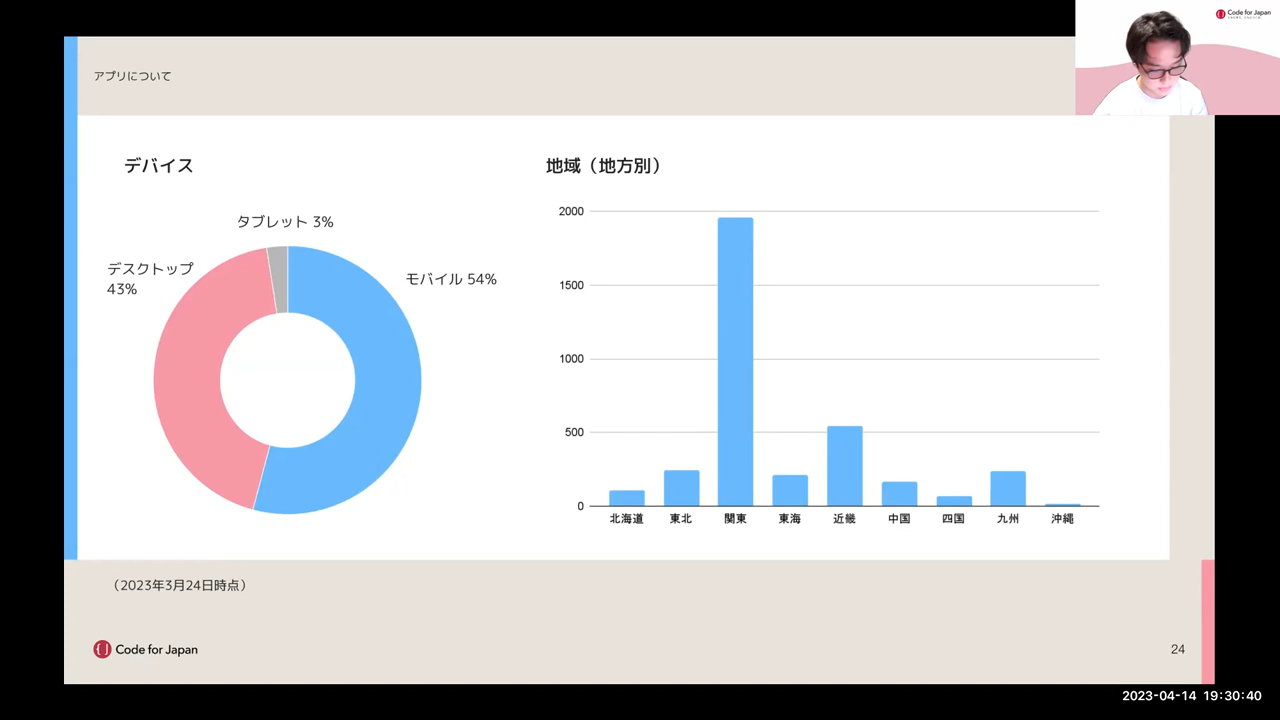 Code for Japan
アプリについて
デバイス
タブレット 3%
デスクトップ
43%
モバイル 54%
地域（地方別）
2000
1500
1000
500
0
北海道 東北 関東 東海 近畿 中国 四国 九州 沖縄
（2023年3月24日時点）
Code for Japan
24
2023-04-14 19:30:40